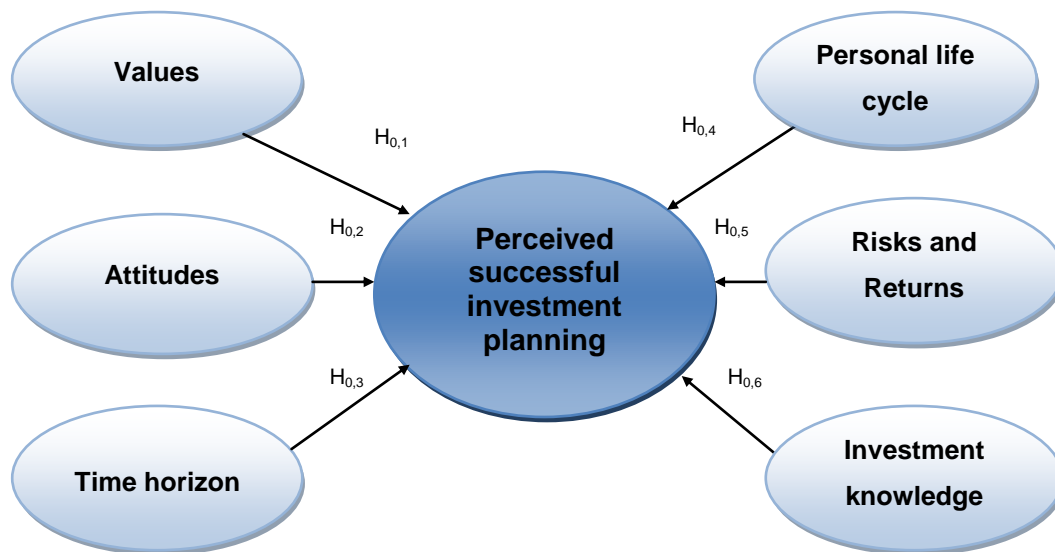 Values
Personal life
cycle
H0,1
H0,4
H0,2
H0,5
Perceived
successful
investment
planning
Attitudes
Risks and
Returns
H0,3
H0,6
Time horizon
Investment
knowledge